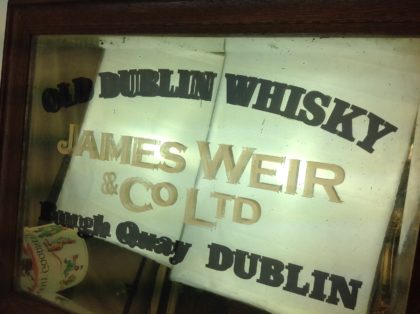 OLD DUBLIN WHISKY
JAMES WEIR
& CO LTD
Burgh Quay DUBLIN